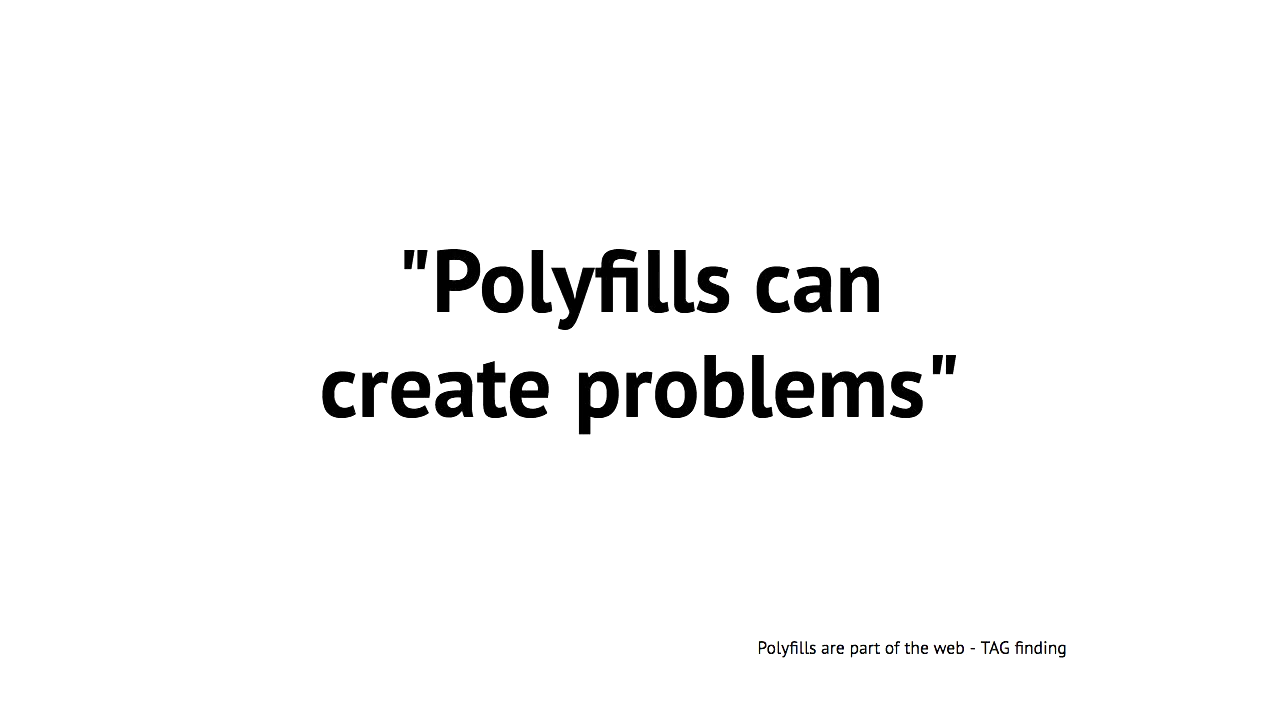 "Polyfills can
create problems"
Polyfills are part of the web - TAG finding